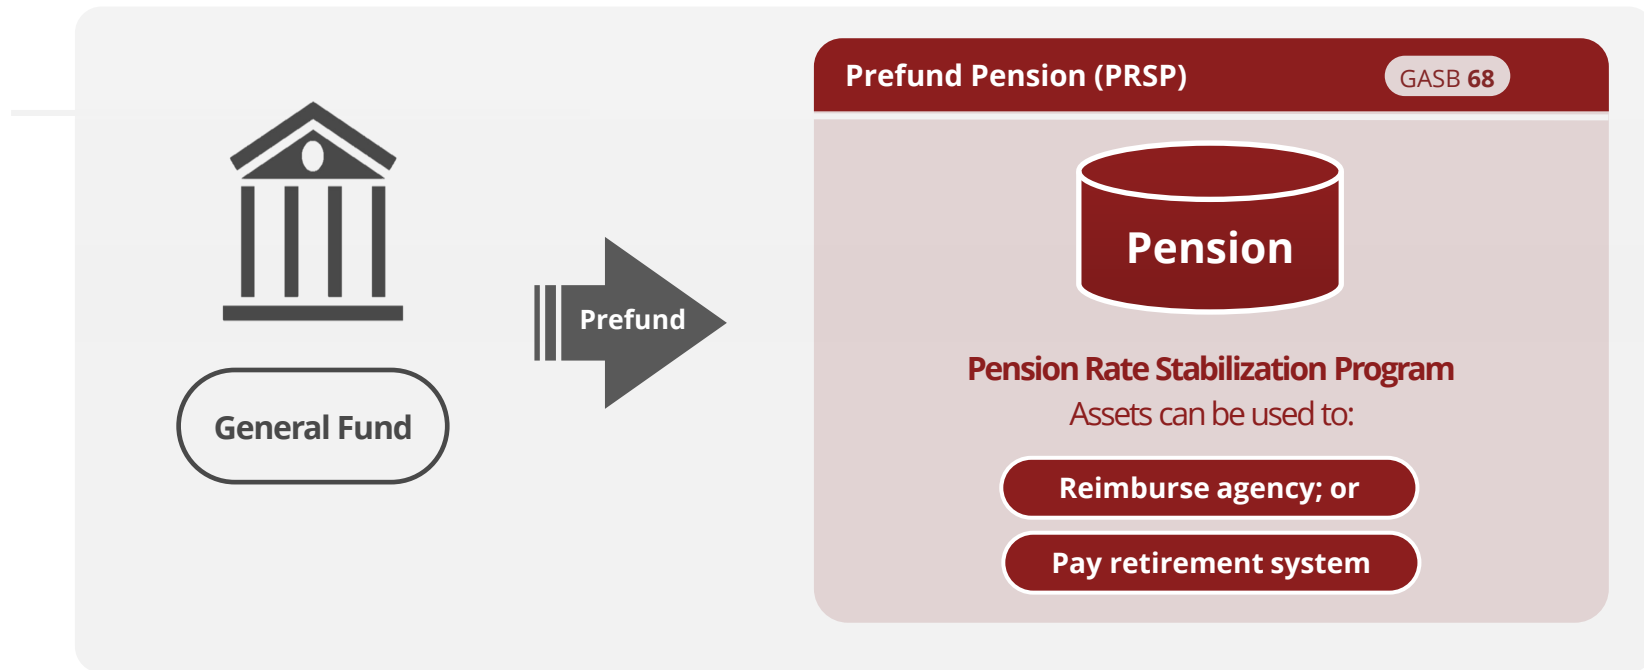 General Fund
Prefund
Prefund Pension (PRSP)
GASB 68
Pension
Pension Rate Stabilization Program
Assets can be used to:
Reimburse agency; or
Pay retirement system